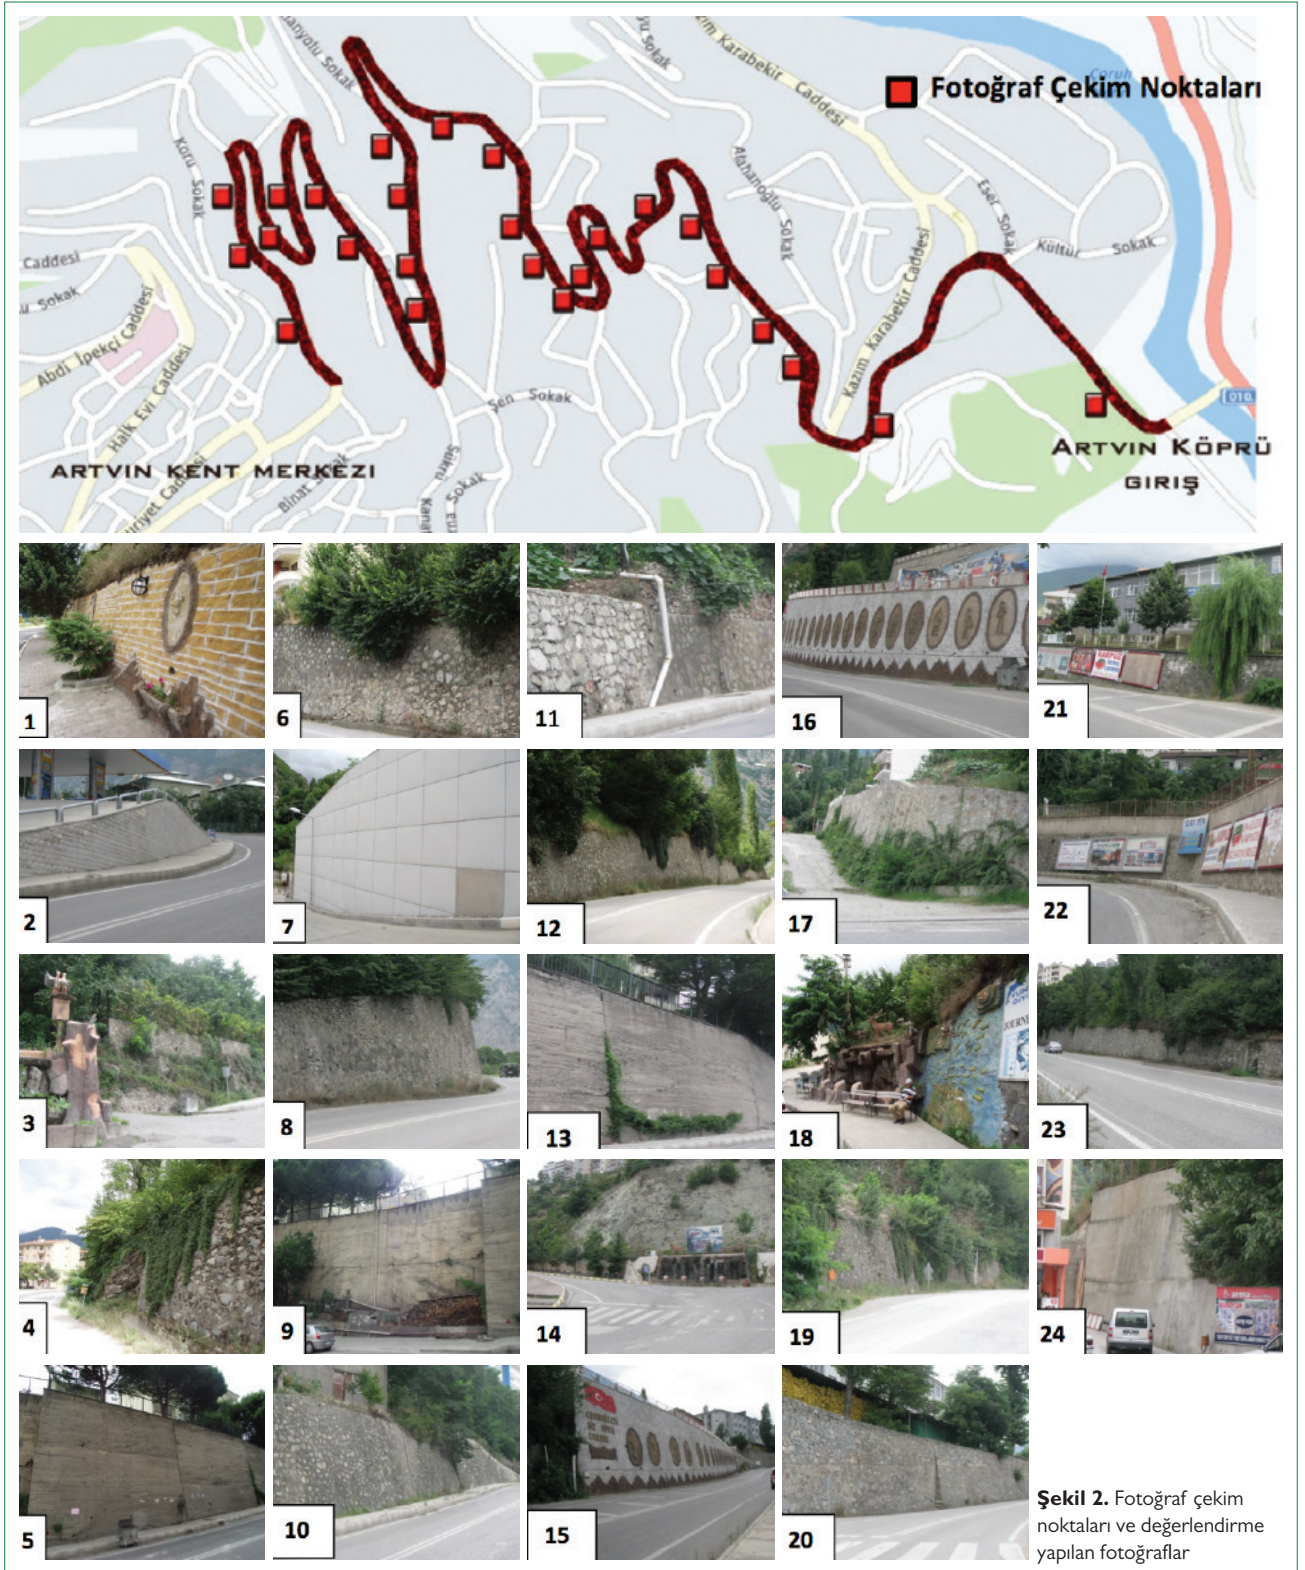 Fotoğraf Çekim Noktaları
Koru Sokak
Karabekir Caddesi
Çoruh
Alahanoğlu Sokak
Eser Sokak
Kültür Sokak
Kazım Karabekir Caddesi
Caddesi
Sokak
Abdi İpekçi Caddesi
Halk Evi Caddesi
Şen Sokak
Şükrü Kanat
Sokak
Binat
010.
ARTVIN KENT MERKEZI
ARTVIN KÖPRÜ
GIRIŞ
1
6
11
16
21
2
7
12
17
22
3
8
13
18
23
4
9
14
19
24
5
10
15
20
Şekil 2. Fotoğraf çekim
noktaları ve değerlendirme
yapılan fotoğraflar